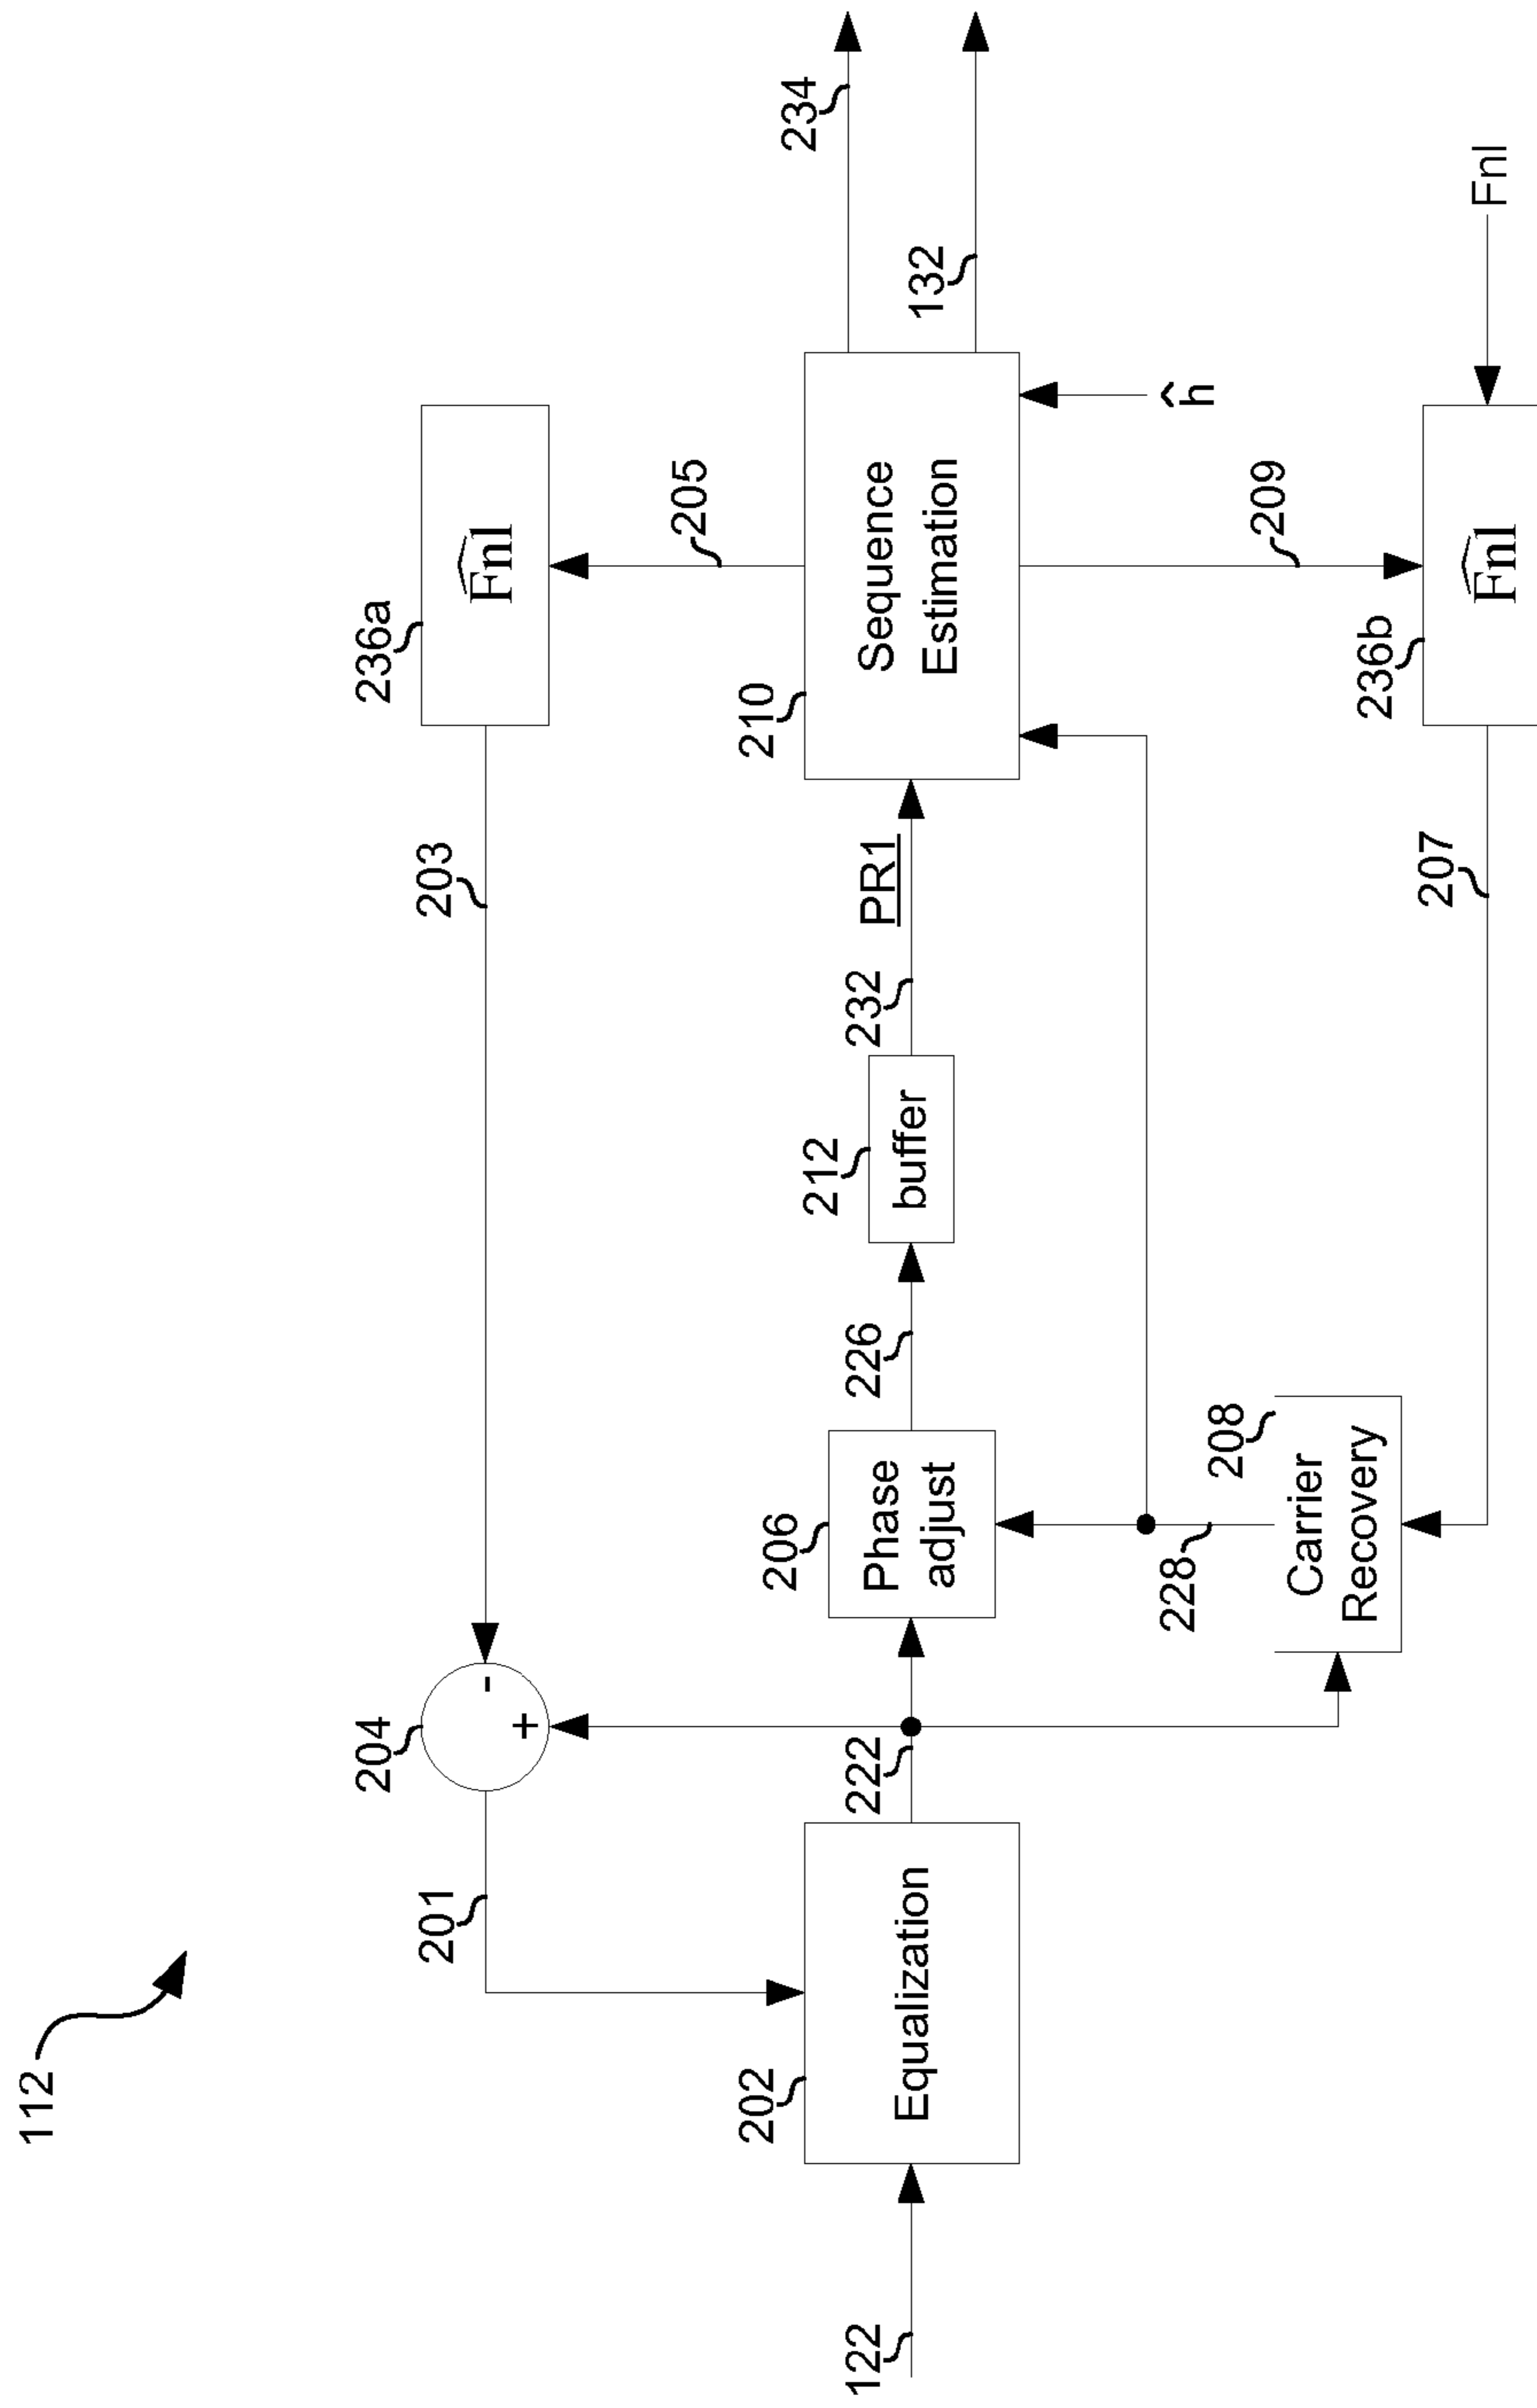 112
204
203
236a
F̂nl
201
205
234
202
Equalization
222
206
Phase
adjust
226
212
buffer
232
PR1
210
Sequence
Estimation
132
122
228
208
Carrier
Recovery
ĥ
209
207
236b
F̂nl
Fnl